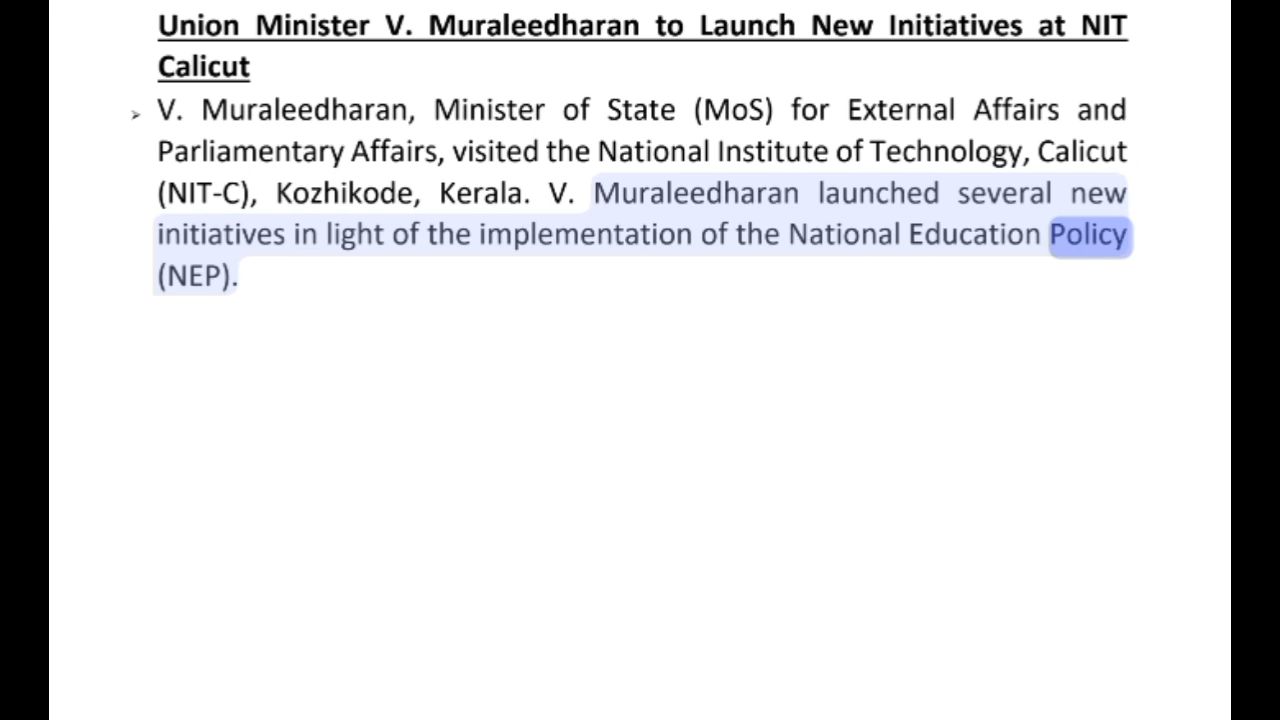 Union Minister V. Muraleedharan to Launch New Initiatives at NIT
Calicut
➢ V. Muraleedharan, Minister of State (MoS) for External Affairs and
Parliamentary Affairs, visited the National Institute of Technology, Calicut
(NIT-C), Kozhikode, Kerala. V. Muraleedharan launched several new
initiatives in light of the implementation of the National Education Policy
(NEP).